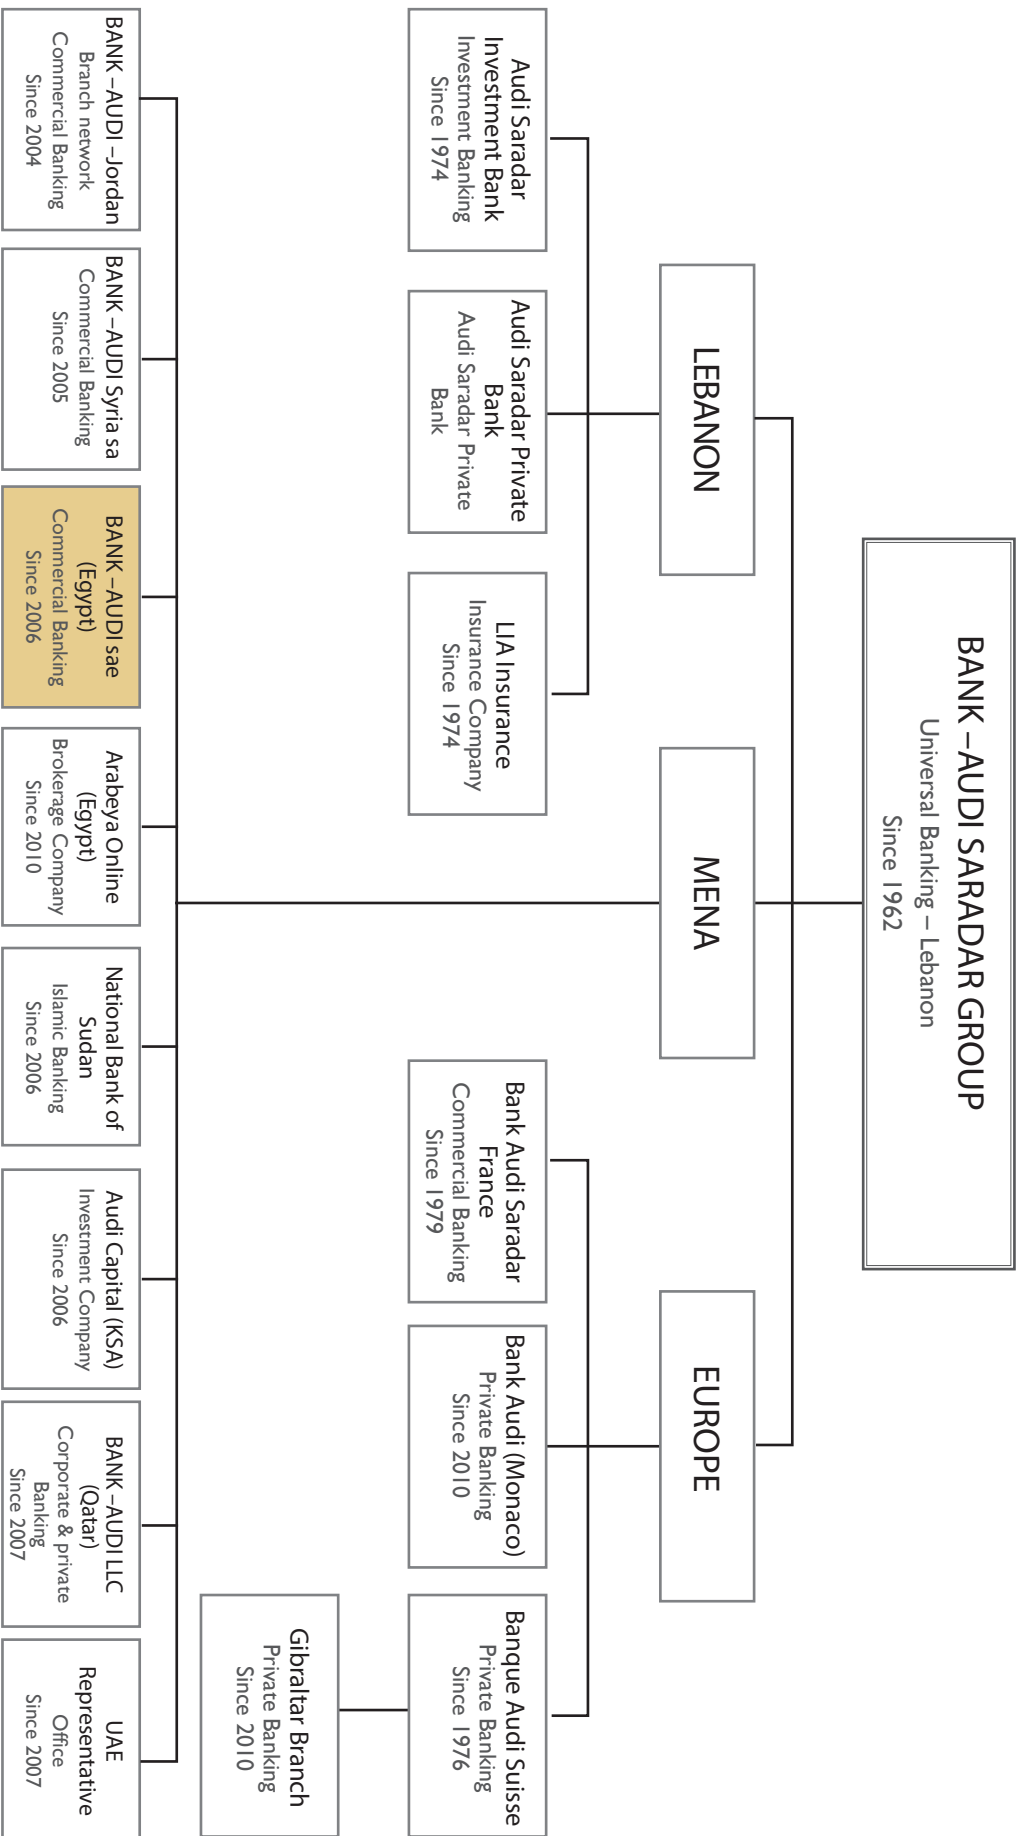 BANK –AUDI SARADAR GROUP
Universal Banking – Lebanon
Since 1962
LEBANON
MENA
EUROPE
Audi Saradar
Investment Bank
Investment Banking
Since 1974
Audi Saradar Private
Bank
Audi Saradar Private
Bank
LIA Insurance
Insurance Company
Since 1974
Bank Audi Saradar
France
Commercial Banking
Since 1979
Bank Audi (Monaco)
Private Banking
Since 2010
Banque Audi Suisse
Private Banking
Since 1976
Gibraltar Branch
Private Banking
Since 2010
BANK –AUDI –Jordan
Branch network
Commercial Banking
Since 2004
BANK –AUDI Syria sa
Commercial Banking
Since 2005
BANK –AUDI sae
(Egypt)
Commercial Banking
Since 2006
Arabeya Online
(Egypt)
Brokerage Company
Since 2010
National Bank of
Sudan
Islamic Banking
Since 2006
Audi Capital (KSA)
Investment Company
Since 2006
BANK –AUDI LLC
(Qatar)
Corporate & private
Banking
Since 2007
UAE
Representative
Office
Since 2007